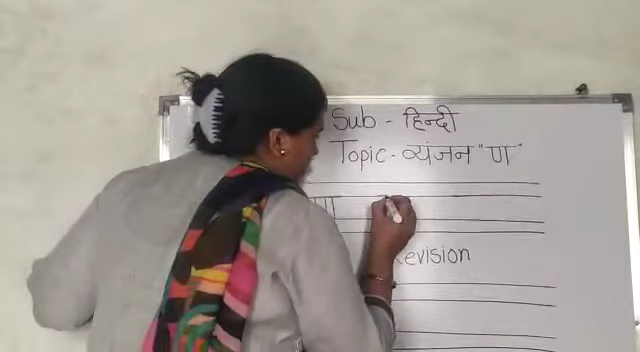 Sub - हिन्दी
Topic - व्यंजन "ण"
ण
Revision